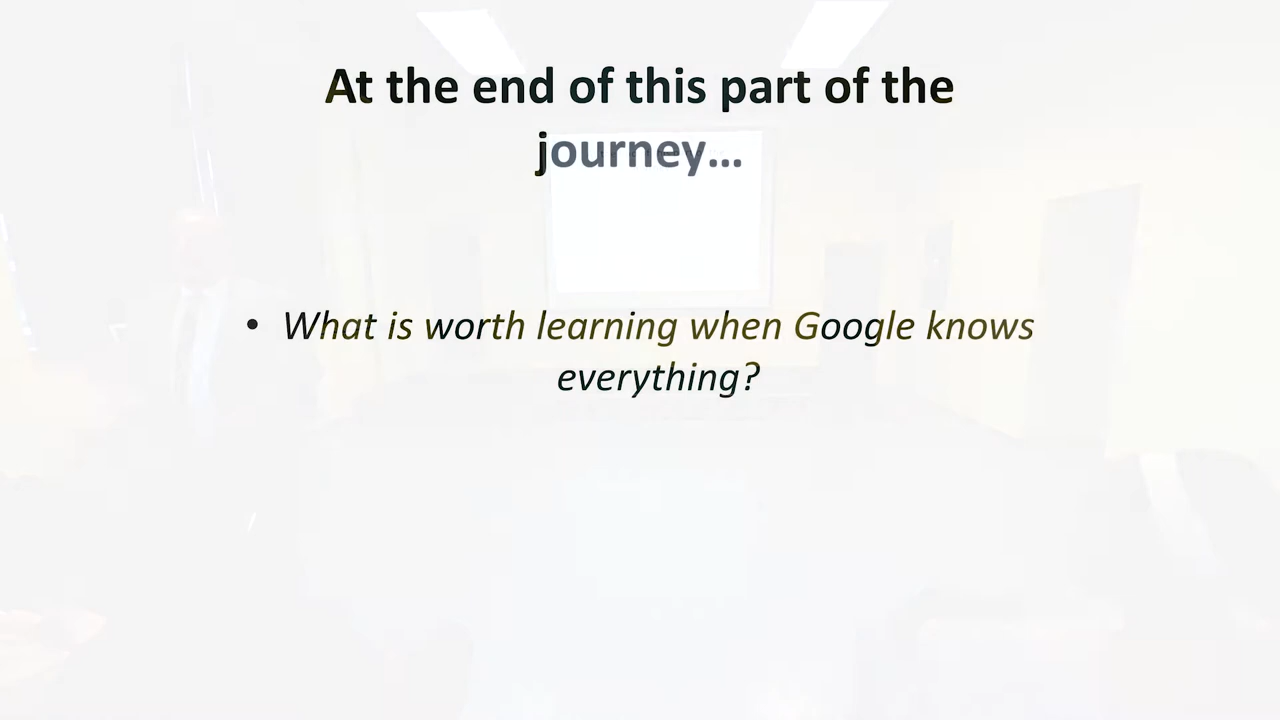 At the end of this part of the
journey…
• What is worth learning when Google knows
everything?